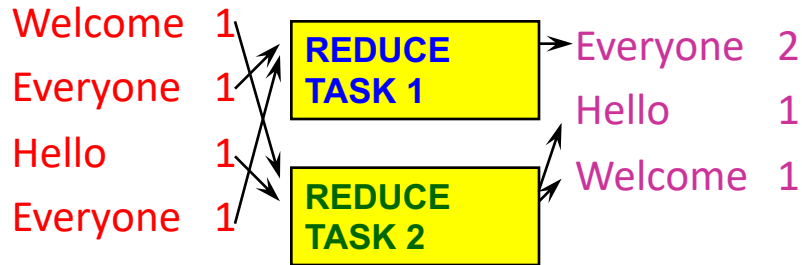 Welcome 1
Everyone 1
Hello 1
Everyone 1
REDUCE
TASK 1
REDUCE
TASK 2
Everyone 2
Hello 1
Welcome 1